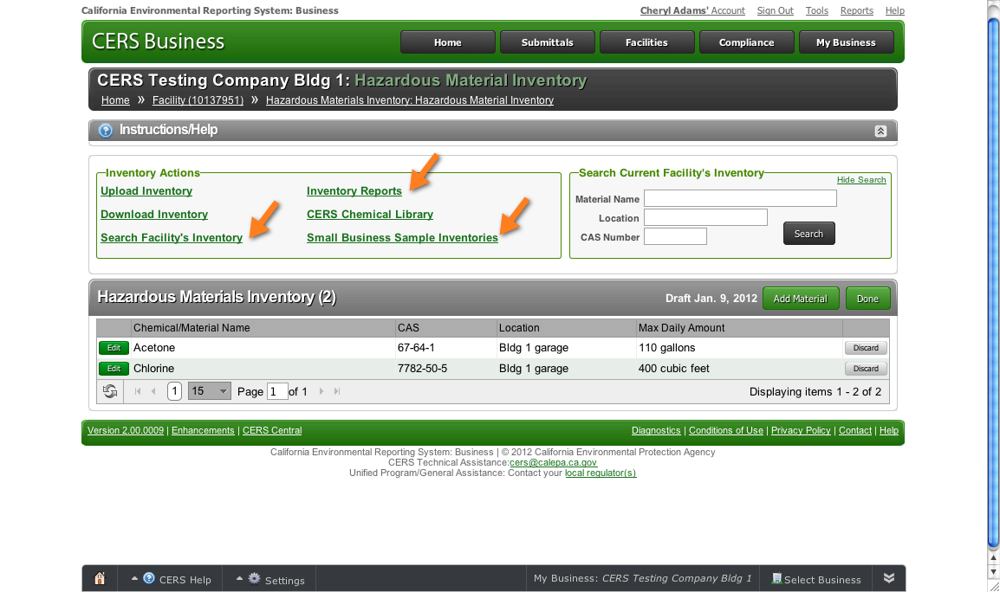 California Environmental Reporting System: Business
Cheryl Adams' Account Sign Out Tools Reports Help
CERS Business
Home Submittals Facilities Compliance My Business
CERS Testing Company Bldg 1: Hazardous Material Inventory
Home » Facility (10137951) » Hazardous Materials Inventory: Hazardous Material Inventory
Instructions/Help
Inventory Actions
Upload Inventory Inventory Reports
Download Inventory CERS Chemical Library
Search Facility's Inventory Small Business Sample Inventories
Search Current Facility's Inventory
Hide Search
Material Name
Location
CAS Number
Search
Hazardous Materials Inventory (2) Draft Jan. 9, 2012 Add Material Done
Chemical/Material Name CAS Location Max Daily Amount
Edit Acetone 67-64-1 Bldg 1 garage 110 gallons Discard
Edit Chlorine 7782-50-5 Bldg 1 garage 400 cubic feet Discard
1 15 Page 1 of 1 Displaying items 1 - 2 of 2
Version 2.00.0009 | Enhancements | CERS Central Diagnostics | Conditions of Use | Privacy Policy | Contact | Help
California Environmental Reporting System: Business | © 2012 California Environmental Protection Agency
CERS Technical Assistance:cers@calepa.ca.gov
Unified Program/General Assistance: Contact your local regulator(s)
CERS Help Settings My Business: CERS Testing Company Bldg 1 Select Business